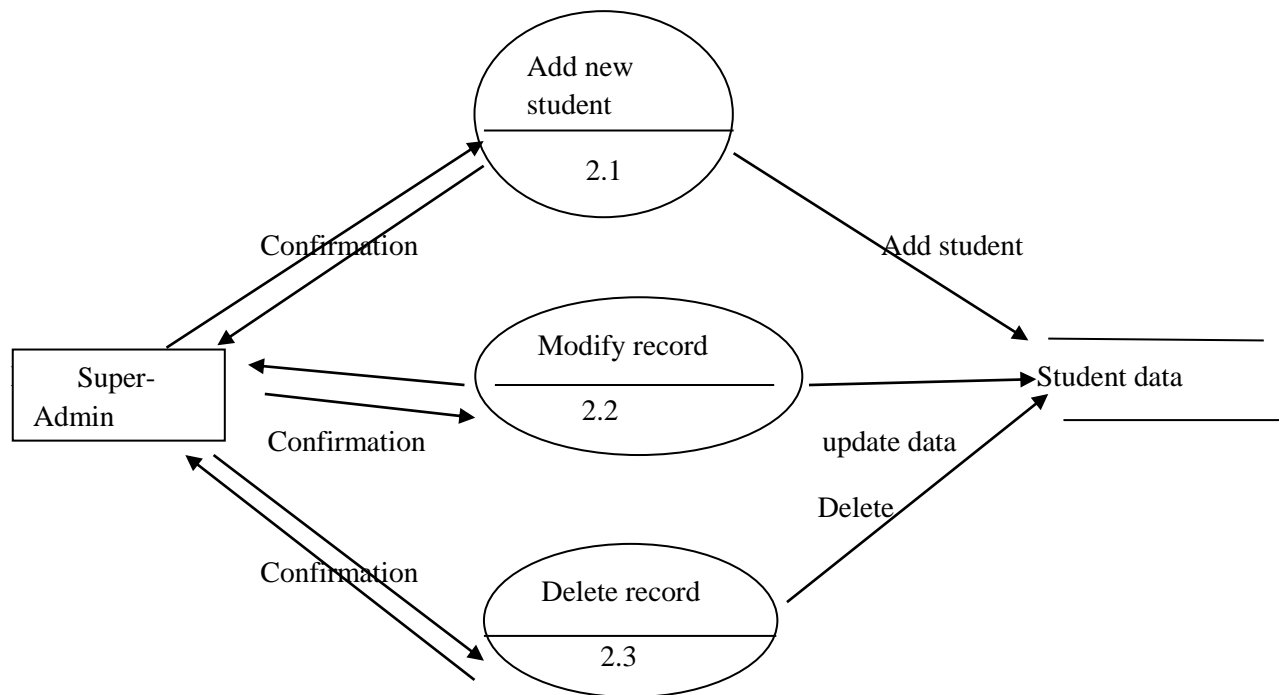 Add new
student
2.1
Confirmation
Add student
Modify record
2.2
Super-
Admin
Student data
Confirmation
update data
Delete
Confirmation
Delete record
2.3